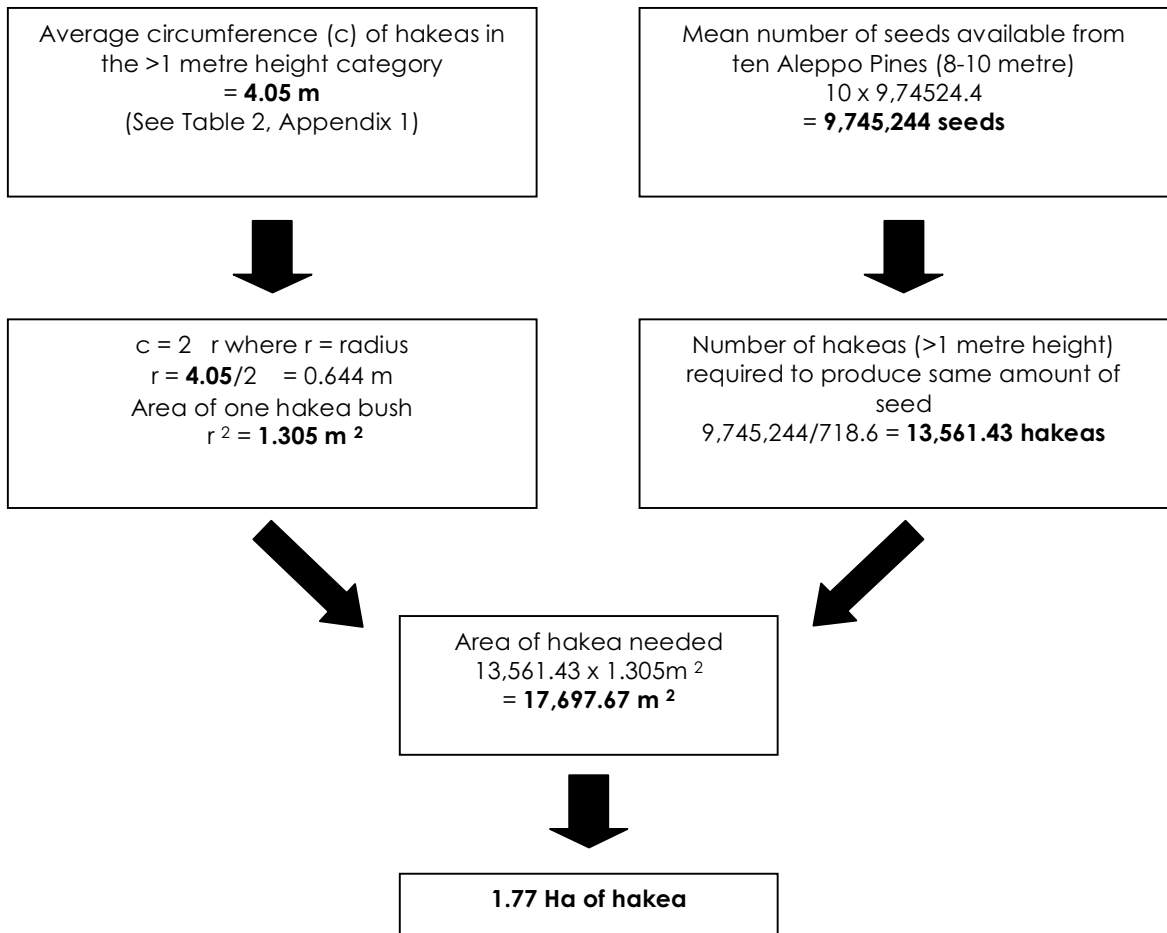 Average circumference (c) of hakeas in
the >1 metre height category
= 4.05 m
(See Table 2, Appendix 1)
Mean number of seeds available from
ten Aleppo Pines (8-10 metre)
10 x 9,74524.4
= 9,745,244 seeds
c = 2   r where r = radius
r = 4.05/2   = 0.644 m
Area of one hakea bush
r ² = 1.305 m ²
Number of hakeas (>1 metre height)
required to produce same amount of
seed
9,745,244/718.6 = 13,561.43 hakeas
Area of hakea needed
13,561.43 x 1.305m ²
= 17,697.67 m ²
1.77 Ha of hakea